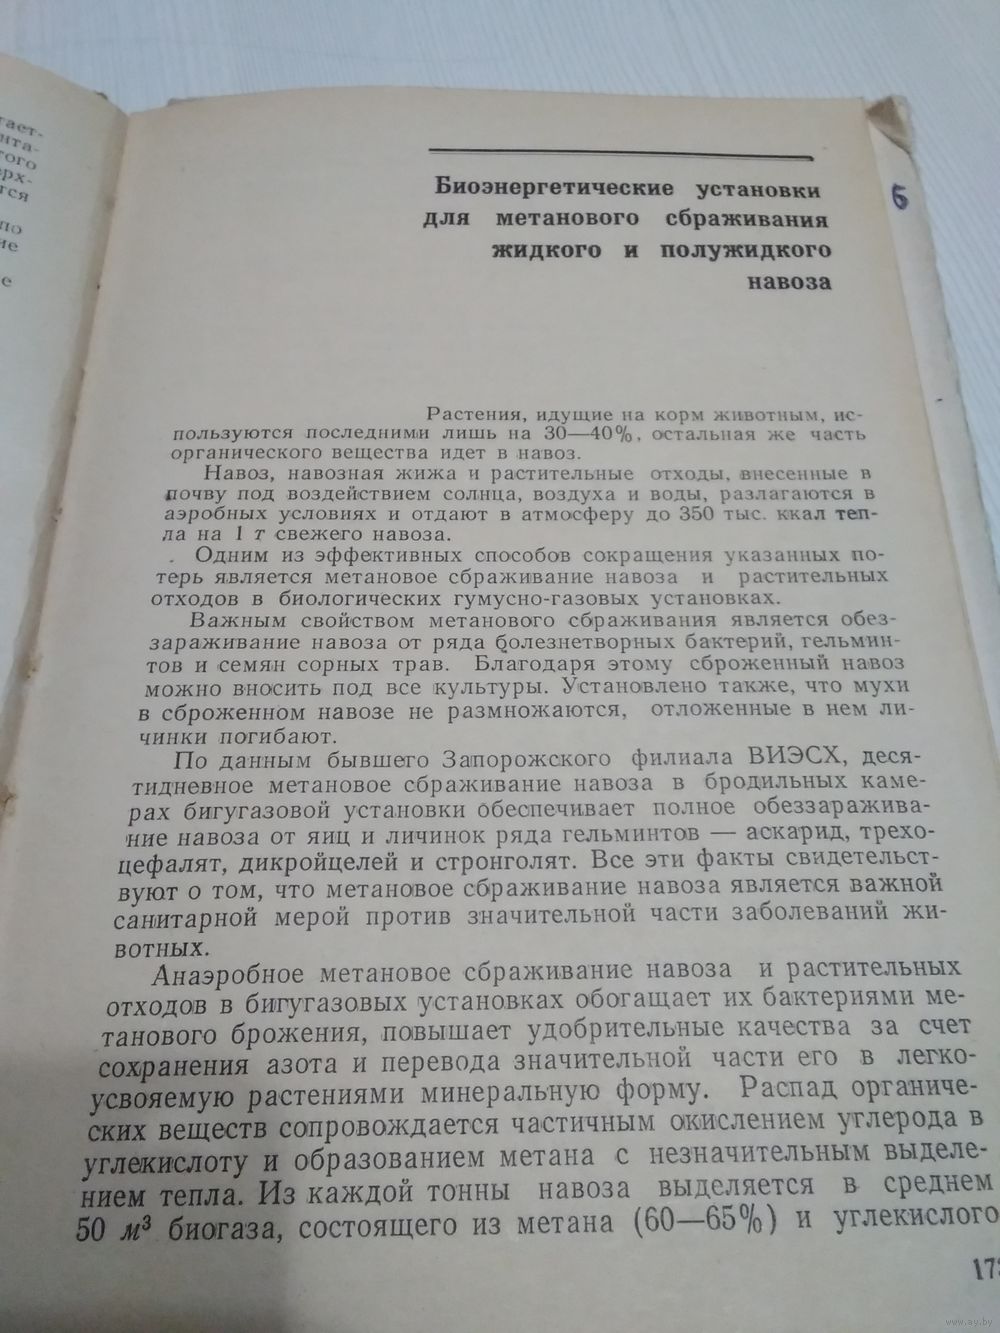 тает-
нта-
того
ерх-
тся
по
ие
е
Биоэнергетические установки
для метанового сбраживания
жидкого и полужидкого
навоза
б
Растения, идущие на корм животным, ис-
пользуются последними лишь на 30—40%, остальная же часть
органического вещества идет в навоз.
Навоз, навозная жижа и растительные отходы, внесенные в
почву под воздействием солнца, воздуха и воды, разлагаются в
аэробных условиях и отдают в атмосферу до 350 тыс. ккал теп-
ла на 1 т свежего навоза.
Одним из эффективных способов сокращения указанных по-
терь является метановое сбраживание навоза и растительных
отходов в биологических гумусно-газовых установках.
Важным свойством метанового сбраживания является обез-
зараживание навоза от ряда болезнетворных бактерий, гельмин-
тов и семян сорных трав. Благодаря этому сброженный навоз
можно вносить под все культуры. Установлено также, что мухи
в сброженном навозе не размножаются, отложенные в нем ли-
чинки погибают.
По данным бывшего Запорожского филиала ВИЭСХ, деся-
тидневное метановое сбраживание навоза в бродильных каме-
рах бигугазовой установки обеспечивает полное обеззаражива-
ние навоза от яиц и личинок ряда гельминтов — аскарид, трехо-
цефалят, дикройцелей и стронголят. Все эти факты свидетельст-
вуют о том, что метановое сбраживание навоза является важной
санитарной мерой против значительной части заболеваний жи-
вотных.
Анаэробное метановое сбраживание навоза и растительных
отходов в бигугазовых установках обогащает их бактериями ме-
танового брожения, повышает удобрительные качества за счет
сохранения азота и перевода значительной части его в легко-
усвояемую растениями минеральную форму. Распад органиче-
ских веществ сопровождается частичным окислением углерода в
углекислоту и образованием метана с незначительным выделе-
нием тепла. Из каждой тонны навоза выделяется в среднем
50 м³ биогаза, состоящего из метана (60—65%) и углекислого
173
www.ay.by